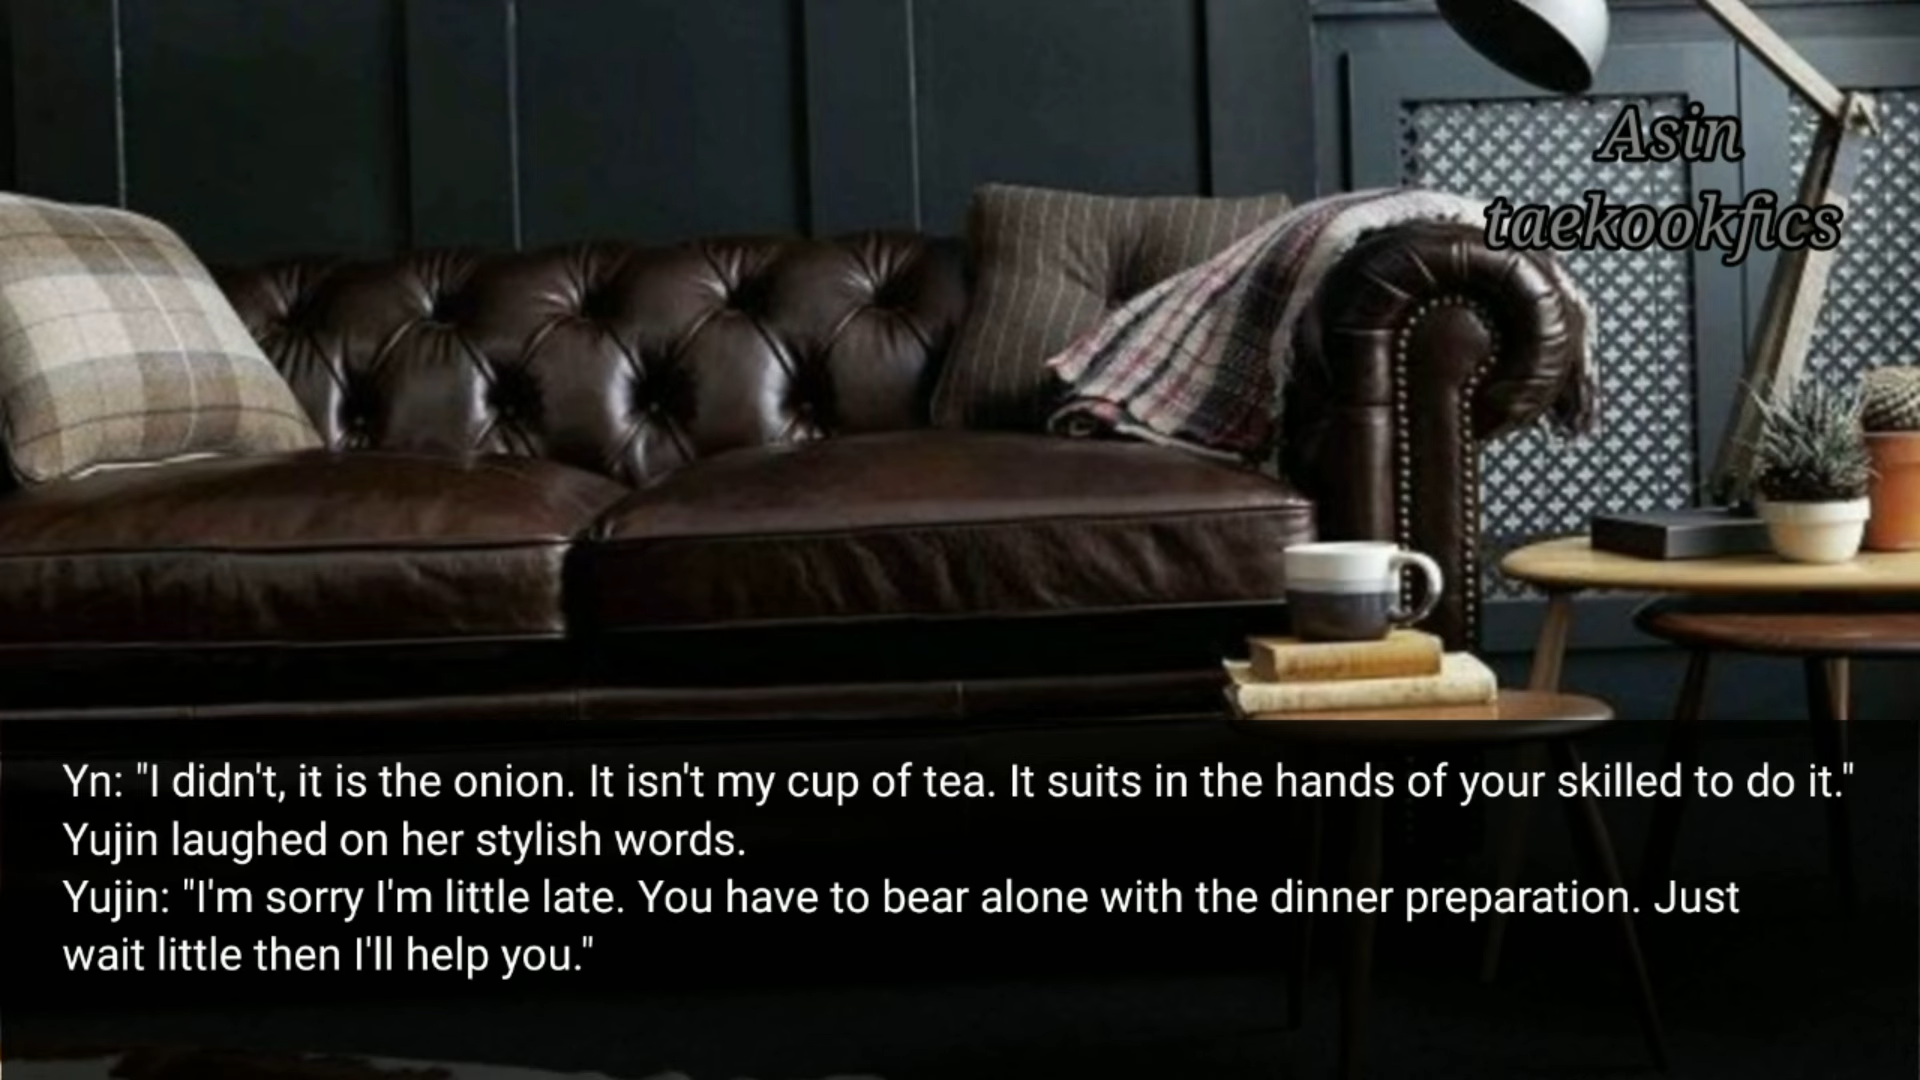 Asin
taekookfics
Yn: "I didn't, it is the onion. It isn't my cup of tea. It suits in the hands of your skilled to do it."
Yujin laughed on her stylish words.
Yujin: "I'm sorry I'm little late. You have to bear alone with the dinner preparation. Just
wait little then I'll help you."